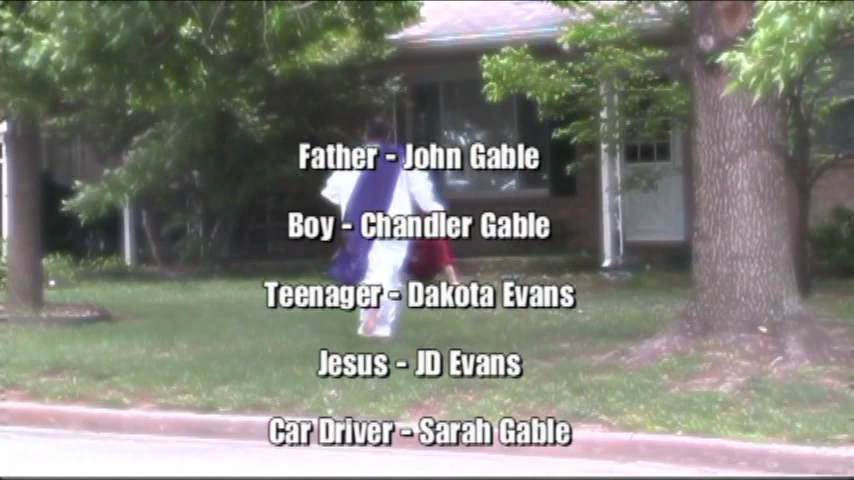 Father - John Gable
Boy - Chandler Gable
Teenager - Dakota Evans
Jesus - JD Evans
Car Driver - Sarah Gable